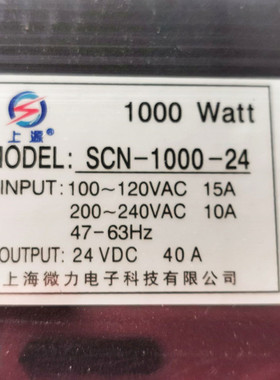 1000 Watt
上源®
MODEL: SCN-1000-24
INPUT: 100~120VAC 15A
200~240VAC 10A
47-63Hz
OUTPUT: 24 VDC 40 A
上海微力电子科技有限公司